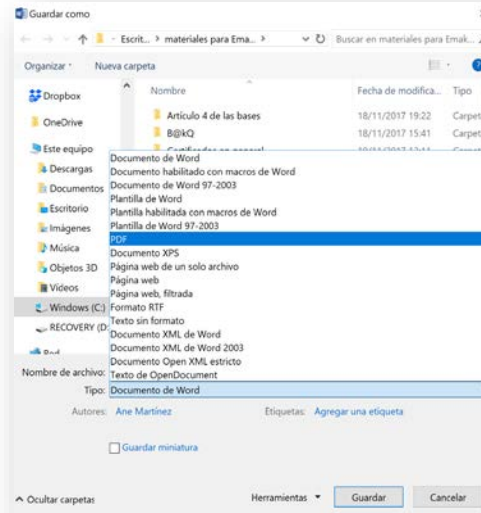 Guardar como
Escrit... > materiales para Ema... >
Buscar en materiales para Emak...
Organizar
Nueva carpeta
Dropbox
OneDrive
Este equipo
Descargas
Documentos
Escritorio
Imágenes
Música
Objetos 3D
Vídeos
Windows (C:)
RECOVERY (D:
Red
Nombre
Fecha de modifica...
Tipo
Artículo 4 de las bases
18/11/2017 19:22
Carpet
B@kQ
18/11/2017 15:41
Carpet
Documento de Word
Documento habilitado con macros de Word
Documento de Word 97-2003
Plantilla de Word
Plantilla habilitada con macros de Word
Plantilla de Word 97-2003
PDF
Documento XPS
Página web de un solo archivo
Página web
Página web, filtrada
Formato RTF
Texto sin formato
Documento XML de Word
Documento XML de Word 2003
Documento Open XML estricto
Texto de OpenDocument
Nombre de archivo:
Tipo: Documento de Word
Autores: Ane Martínez
Etiquetas: Agregar una etiqueta
Guardar miniatura
Ocultar carpetas
Herramientas
Guardar
Cancelar